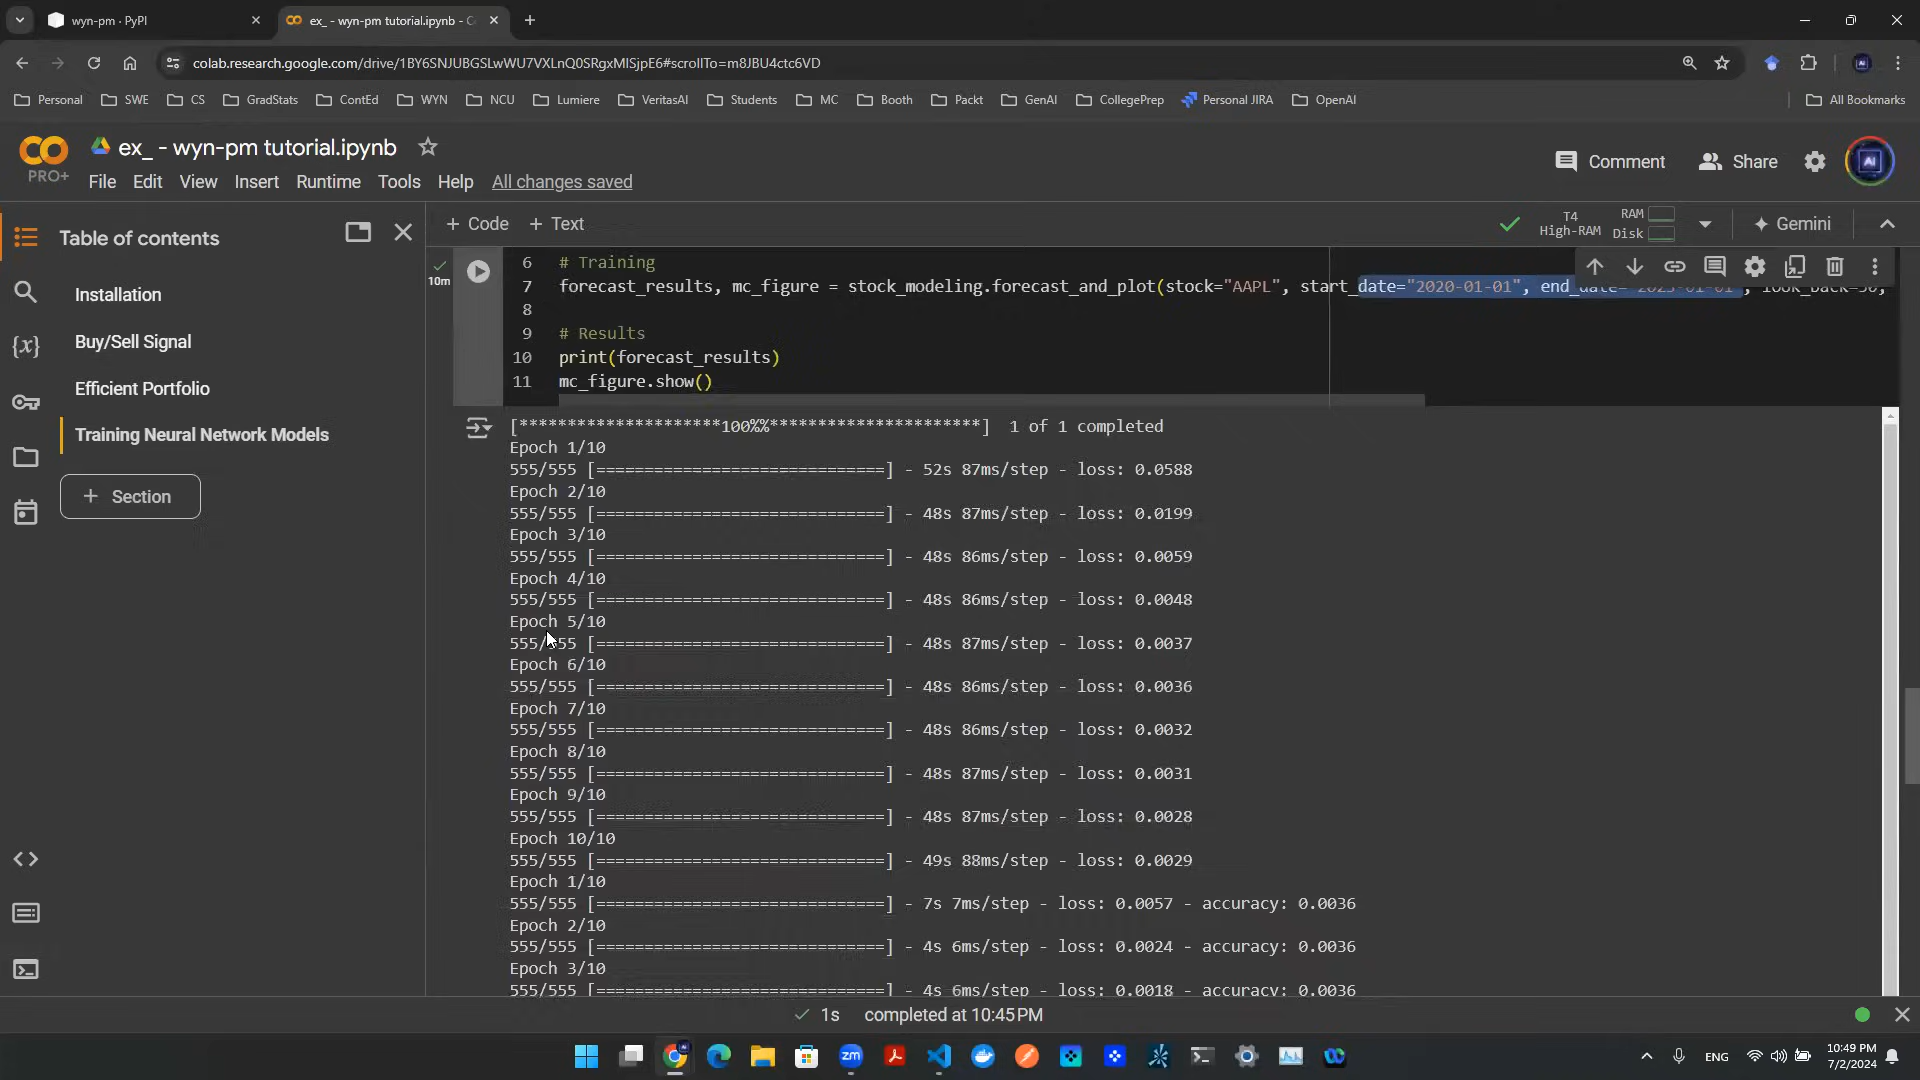 wyn-pm · PyPI
ex_ - wyn-pm tutorial.ipynb - C
colab.research.google.com/drive/1BY6SNJUBGSLwWU7VXLnQ0SRgxMISjpE6#scrollTo=m8JBU4ctc6VD
Personal SWE CS GradStats ContEd WYN NCU Lumiere VeritasAI Students MC Booth Packt GenAI CollegePrep Personal JIRA OpenAI All Bookmarks
ex_ - wyn-pm tutorial.ipynb
PRO+
File Edit View Insert Runtime Tools Help All changes saved
Comment Share
AI
Table of contents
Installation
Buy/Sell Signal
Efficient Portfolio
Training Neural Network Models
+ Section
+ Code + Text
T4
High-RAM
RAM
Disk
Gemini
10m
6 # Training
7 forecast_results, mc_figure = stock_modeling.forecast_and_plot(stock="AAPL", start_date="2020-01-01", end_date="2023-01-01", look_back=50,
8
9 # Results
10 print(forecast_results)
11 mc_figure.show()
[*********************100%%**********************] 1 of 1 completed
Epoch 1/10
555/555 [==============================] - 52s 87ms/step - loss: 0.0588
Epoch 2/10
555/555 [==============================] - 48s 87ms/step - loss: 0.0199
Epoch 3/10
555/555 [==============================] - 48s 86ms/step - loss: 0.0059
Epoch 4/10
555/555 [==============================] - 48s 86ms/step - loss: 0.0048
Epoch 5/10
555/555 [==============================] - 48s 87ms/step - loss: 0.0037
Epoch 6/10
555/555 [==============================] - 48s 86ms/step - loss: 0.0036
Epoch 7/10
555/555 [==============================] - 48s 86ms/step - loss: 0.0032
Epoch 8/10
555/555 [==============================] - 48s 87ms/step - loss: 0.0031
Epoch 9/10
555/555 [==============================] - 48s 87ms/step - loss: 0.0028
Epoch 10/10
555/555 [==============================] - 49s 88ms/step - loss: 0.0029
Epoch 1/10
555/555 [==============================] - 7s 7ms/step - loss: 0.0057 - accuracy: 0.0036
Epoch 2/10
555/555 [==============================] - 4s 6ms/step - loss: 0.0024 - accuracy: 0.0036
Epoch 3/10
555/555 [==============================] - 4s 6ms/step - loss: 0.0018 - accuracy: 0.0036
1s completed at 10:45 PM
zm
ENG
10:49 PM
7/2/2024